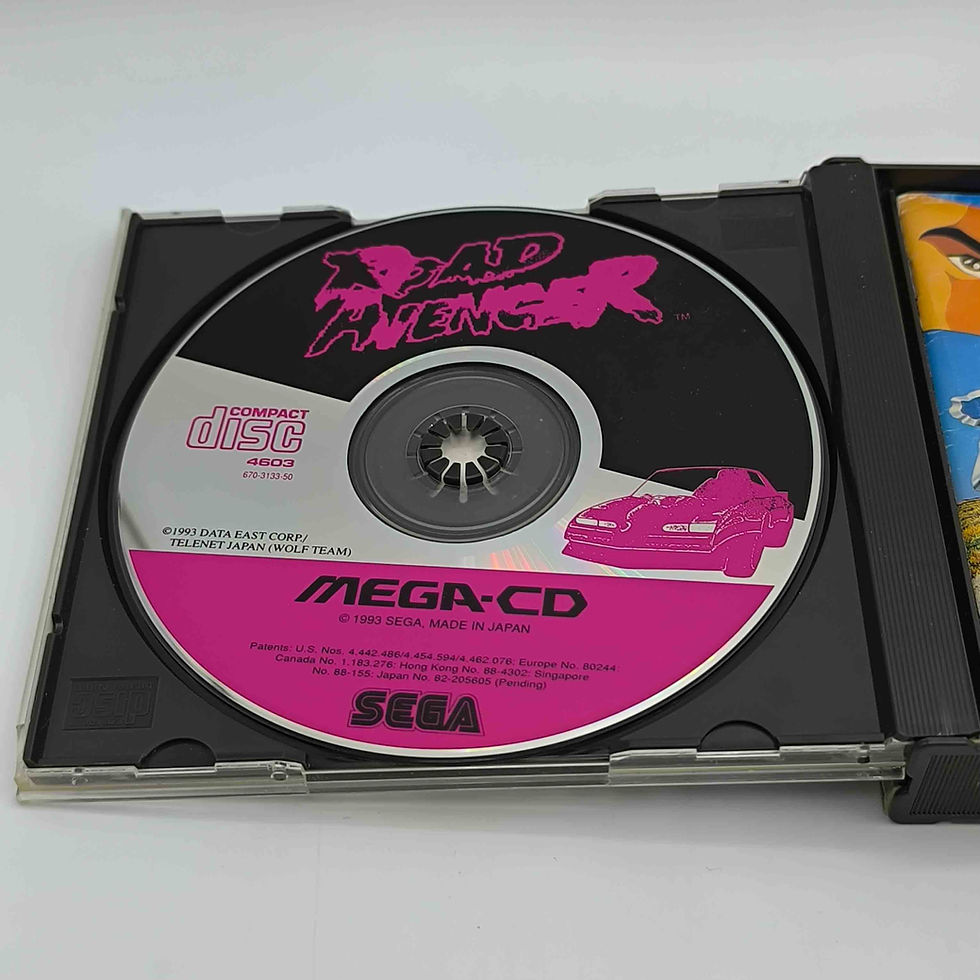 ROAD
AVENGER
TM
COMPACT
disc
4603
670-3133-50
©1993 DATA EAST CORP./
TELENET JAPAN (WOLF TEAM)
MEGA-CD
© 1993 SEGA, MADE IN JAPAN
Patents: U.S. Nos. 4.442.486/4.454.594/4.462.076; Europe No. 80244;
Canada No. 1.183.276; Hong Kong No. 88-4302; Singapore
No. 88-155; Japan No. 82-205605 (Pending)
SEGA
disc